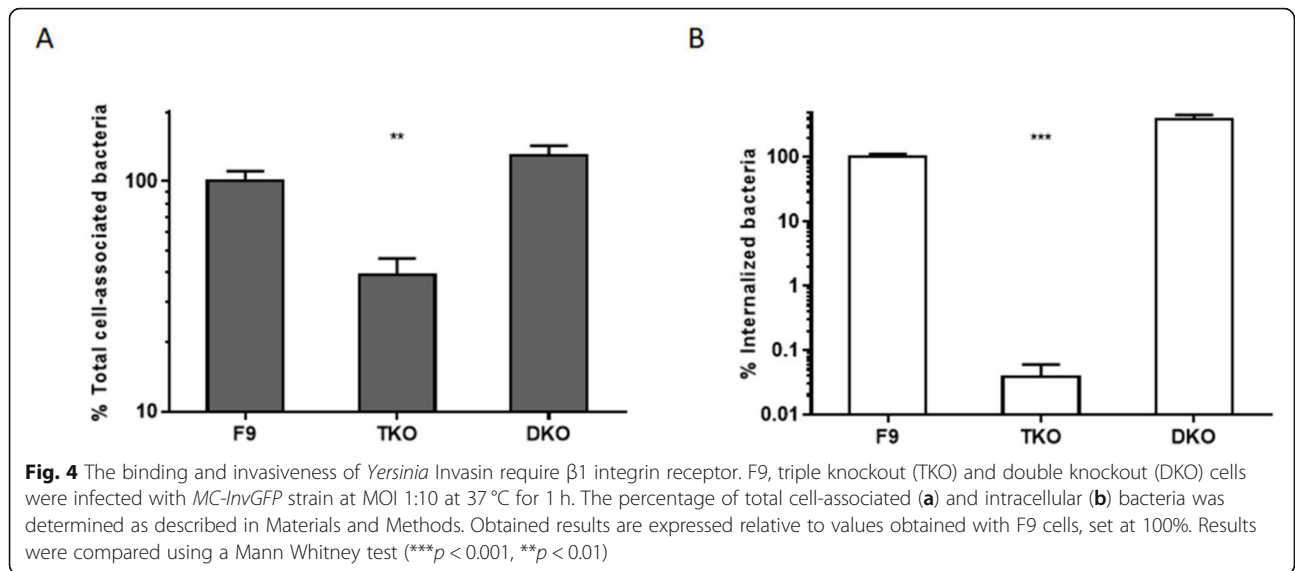 A
B
% Total cell-associated bacteria
100
10
**
F9 TKO DKO
% Internalized bacteria
100
10
1
0.1
0.01
***
F9 TKO DKO
Fig. 4 The binding and invasiveness of Yersinia Invasin require β1 integrin receptor. F9, triple knockout (TKO) and double knockout (DKO) cells
were infected with MC-InvGFP strain at MOI 1:10 at 37 °C for 1 h. The percentage of total cell-associated (a) and intracellular (b) bacteria was
determined as described in Materials and Methods. Obtained results are expressed relative to values obtained with F9 cells, set at 100%. Results
were compared using a Mann Whitney test (***p < 0.001, **p < 0.01)